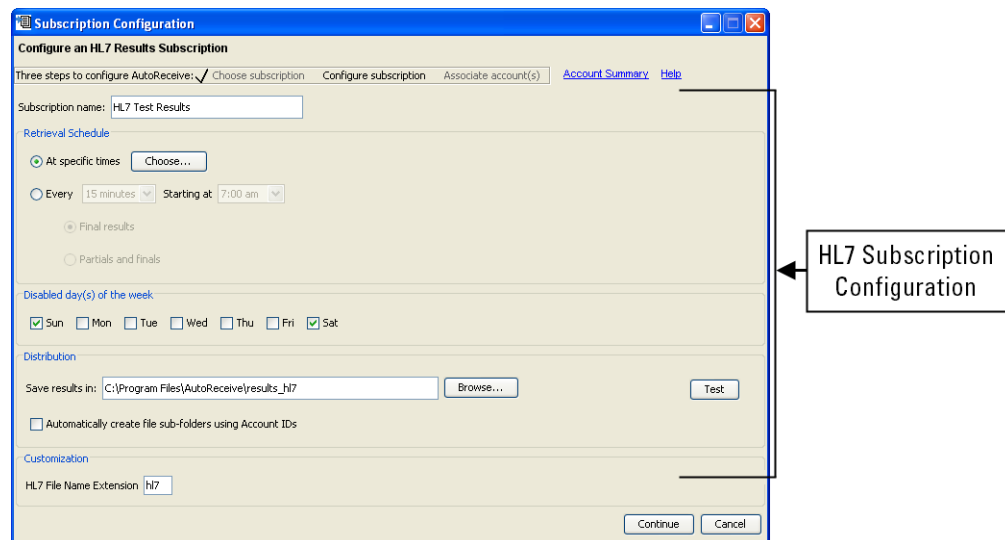 Subscription Configuration
Configure an HL7 Results Subscription
Three steps to configure AutoReceive: Choose subscription Configure subscription Associate account(s) Account Summary Help
Subscription name: HL7 Test Results
Retrieval Schedule
At specific times Choose...
Every 15 minutes Starting at 7:00 am
Final results
Partials and finals
Disabled day(s) of the week
Sun Mon Tue Wed Thu Fri Sat
Distribution
Save results in: C:\Program Files\AutoReceive\results_hl7 Browse... Test
Automatically create file sub-folders using Account IDs
Customization
HL7 File Name Extension hl7
Continue Cancel
HL7 Subscription
Configuration